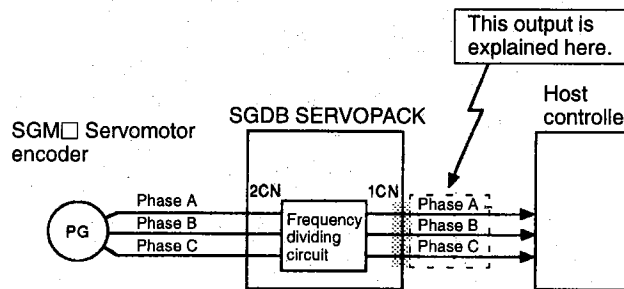 This output is
explained here.
SGDB SERVOPACK
Host
controlle
SGM□ Servomotor
encoder
2CN
1CN
Phase A
Phase B
Phase C
PG
Frequency
dividing
circuit
Phase A
Phase B
Phase C